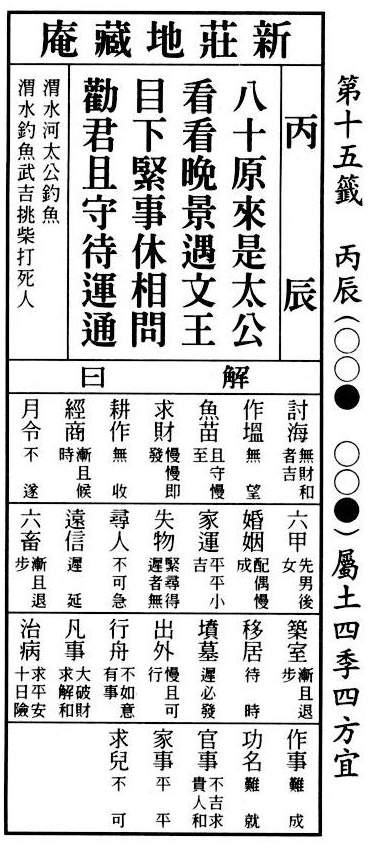 第十五籤 丙辰(○○● ○○●)屬土四季四方宜
新莊地藏庵
丙辰
八十原來是太公
看看晚景遇文王
目下緊事休相問
勸君且守待運通
渭水河太公釣魚
渭水釣魚武吉挑柴打死人
解曰
討海 無財和者吉
作塭 無望
魚苗 且守慢至
求財 慢慢即發
耕作 無收
經商 漸且候時
月令 不遂
六甲 先男後女
婚姻 配偶慢成
家運 平平小吉
失物 緊尋得遲者無
尋人 不可急
遠信 遲延
六畜 漸且退步
築室 漸且退步
移居 待時
墳墓 遲必發
出外 慢且可行
行舟 不如意有事
凡事 大破財求解和
治病 求平安十日險
作事 難成
功名 難就
官事 不吉求貴人和
家事 平平
求兒 不可